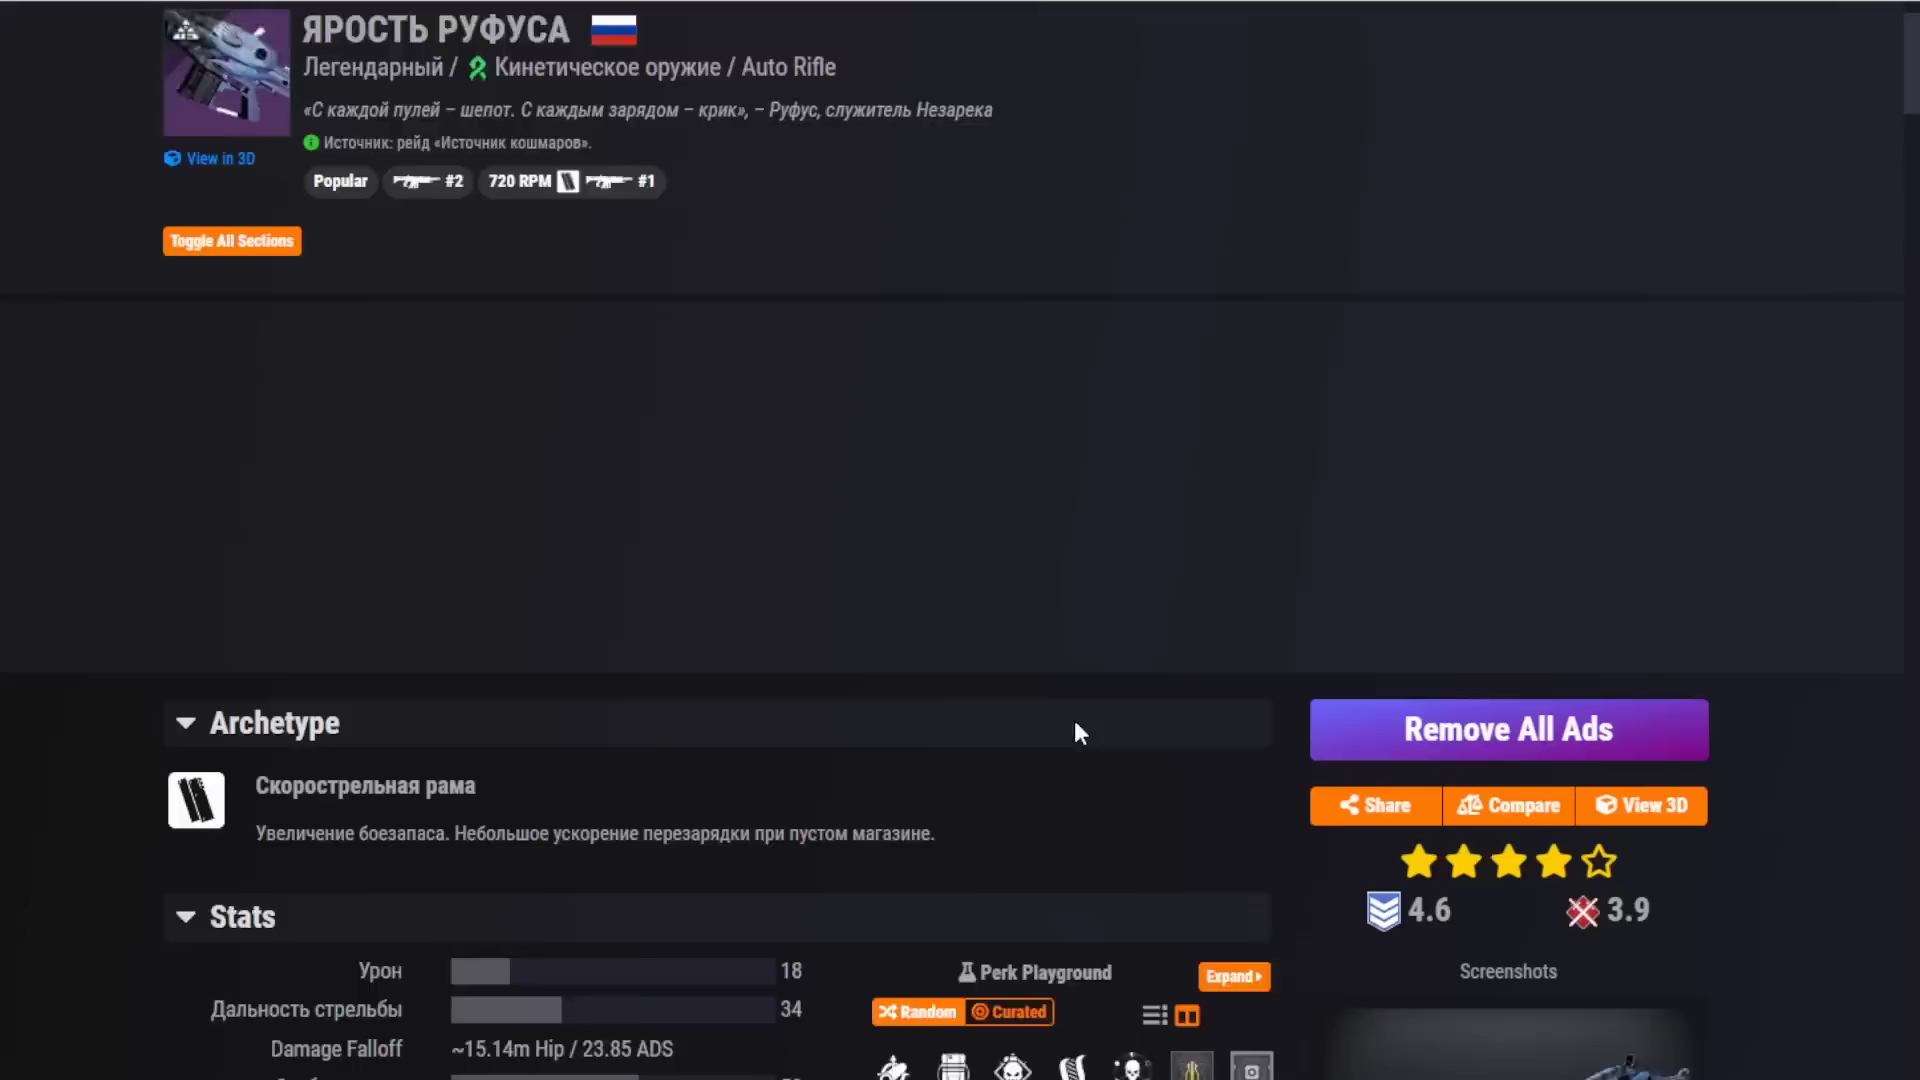 ЯРОСТЬ РУФУСА
Легендарный / Кинетическое оружие / Auto Rifle
«С каждой пулей – шепот. С каждым зарядом – крик», – Руфус, служитель Незарека
Источник: рейд «Источник кошмаров».
View in 3D
Popular #2 720 RPM #1
Toggle All Sections
Archetype
Скорострельная рама
Увеличение боезапаса. Небольшое ускорение перезарядки при пустом магазине.
Stats
Урон 18
Дальность стрельбы 34
Damage Falloff ~15.14m Hip / 23.85 ADS
Perk Playground
Expand
Random Curated
Remove All Ads
Share Compare View 3D
4.6 3.9
Screenshots